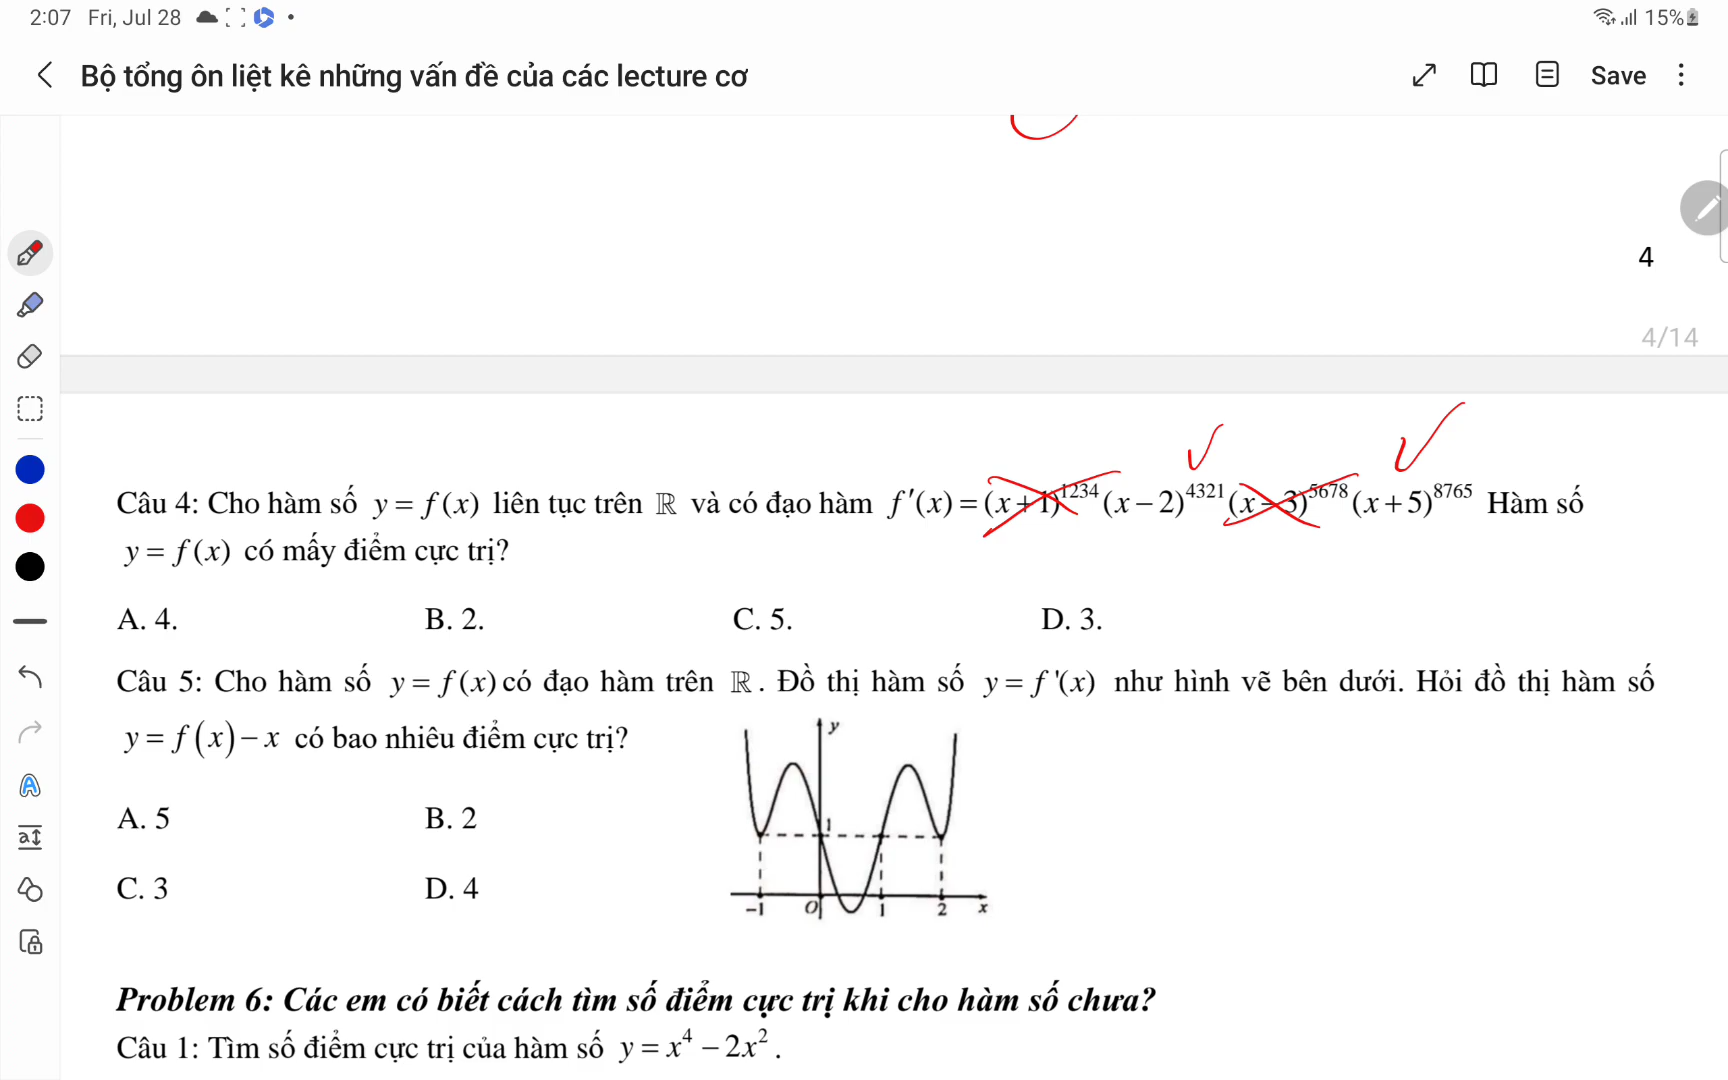 2:07 Fri, Jul 28
15%
Bộ tổng ôn liệt kê những vấn đề của các lecture cơ
Save
4
4/14
Câu 4: Cho hàm số y = f(x) liên tục trên ℝ và có đạo hàm f'(x) = (x+1)^1234 (x−2)^4321 (x−3)^5678 (x+5)^8765 Hàm số
y = f(x) có mấy điểm cực trị?
A. 4. B. 2. C. 5. D. 3.
Câu 5: Cho hàm số y = f(x) có đạo hàm trên ℝ. Đồ thị hàm số y = f'(x) như hình vẽ bên dưới. Hỏi đồ thị hàm số
y = f(x) − x có bao nhiêu điểm cực trị?
y
A. 5 B. 2
1
C. 3 D. 4
−1 O 1 2 x
Problem 6: Các em có biết cách tìm số điểm cực trị khi cho hàm số chưa?
Câu 1: Tìm số điểm cực trị của hàm số y = x^4 − 2x^2.